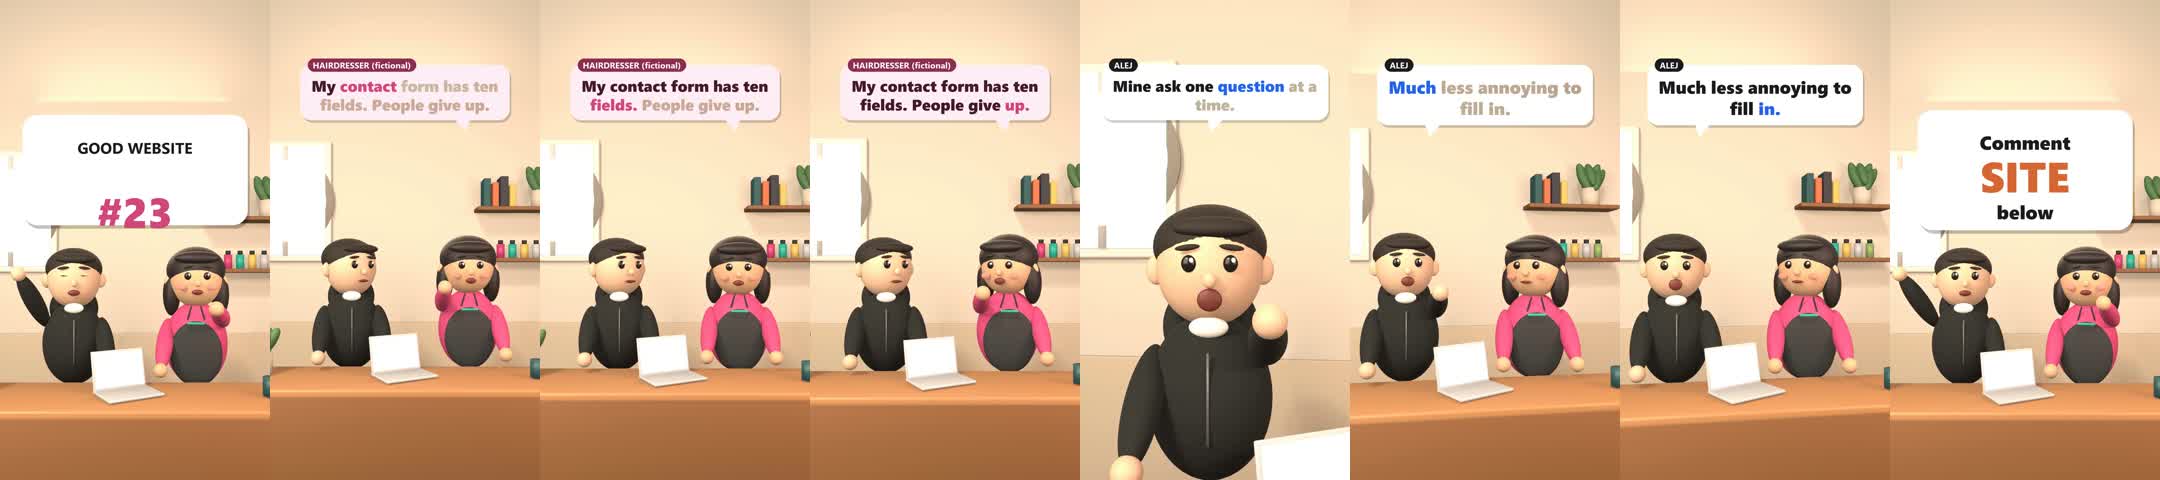 GOOD WEBSITE
#23
HAIRDRESSER (fictional)
My contact form has ten
fields. People give up.
HAIRDRESSER (fictional)
My contact form has ten
fields. People give up.
HAIRDRESSER (fictional)
My contact form has ten
fields. People give up.
ALEJ
Mine ask one question at a
time.
ALEJ
Much less annoying to
fill in.
ALEJ
Much less annoying to
fill in.
Comment
SITE
below